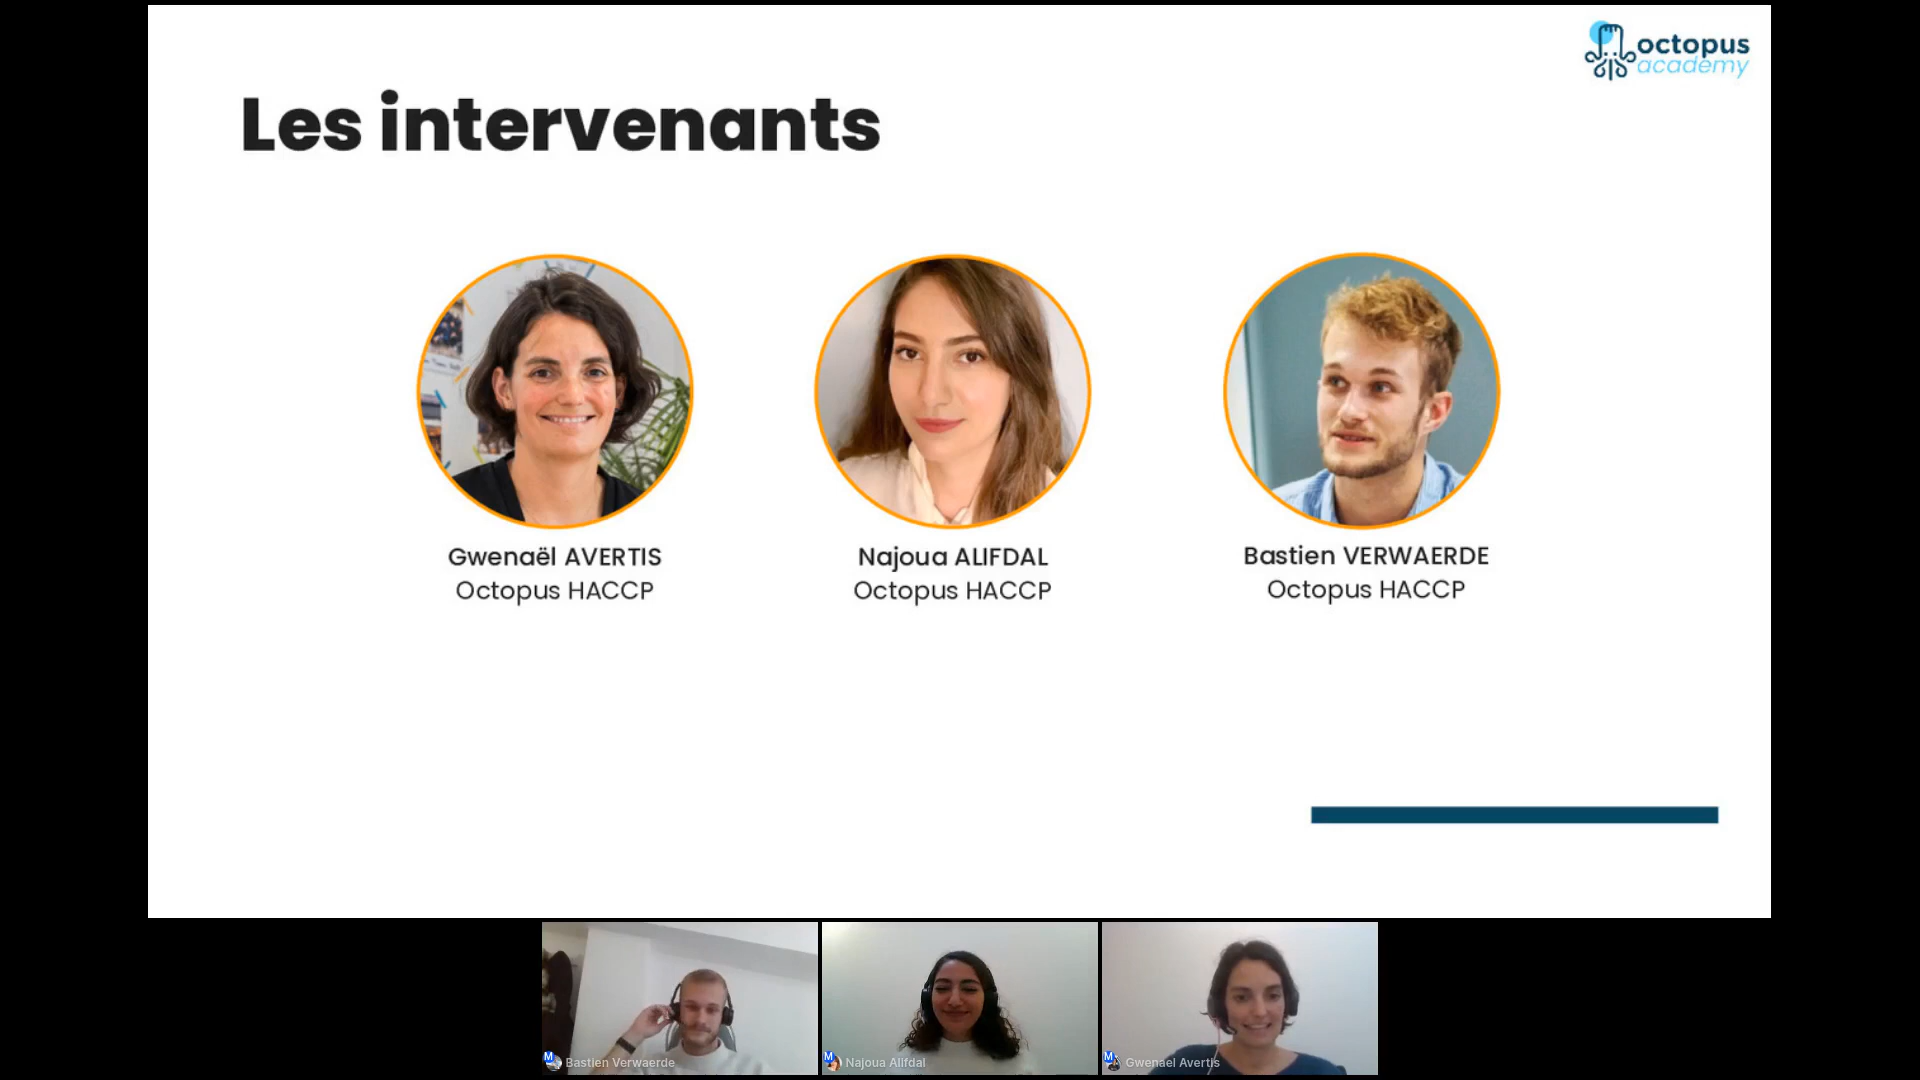 octopus
academy
Les intervenants
Gwenaël AVERTIS
Octopus HACCP
Najoua ALIFDAL
Octopus HACCP
Bastien VERWAERDE
Octopus HACCP
M Bastien Verwaerde
M Najoua Alifdal
M Gwenael Avertis